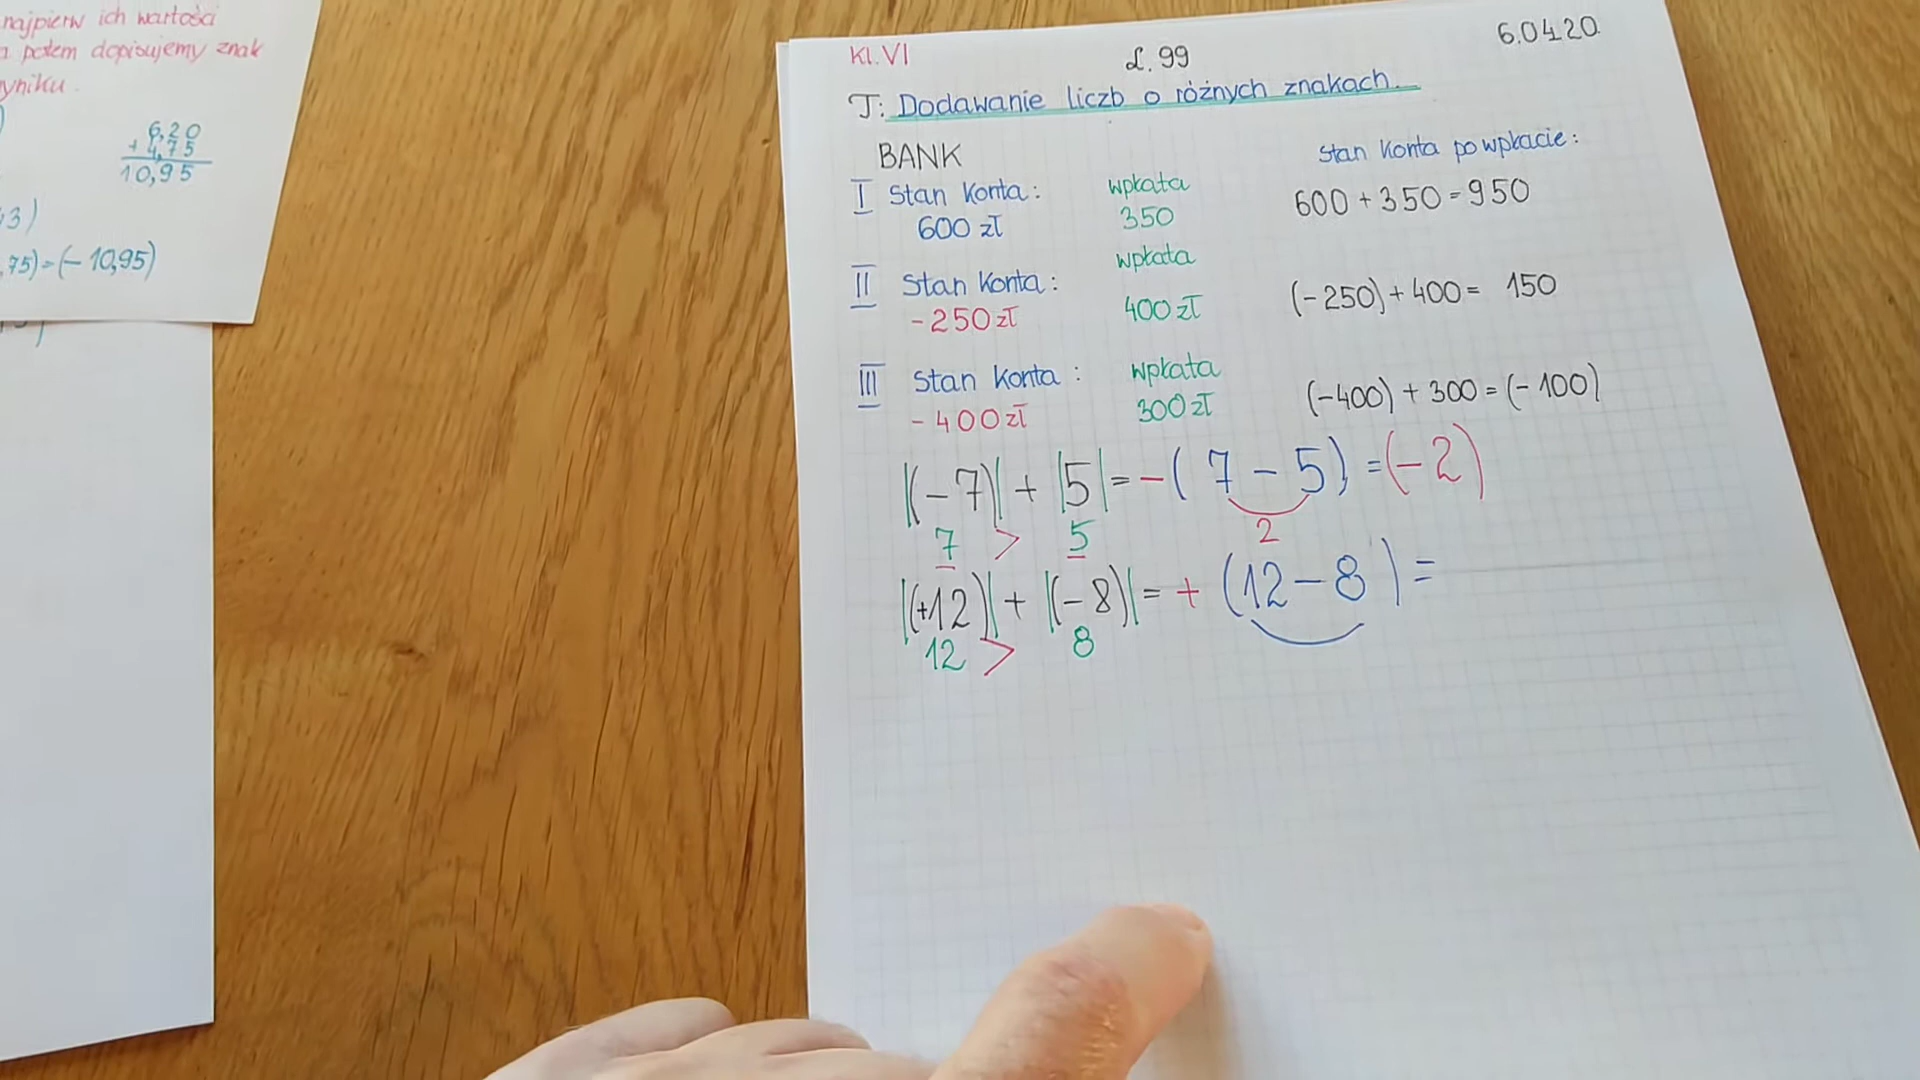 najpierw ich wartości
a potem dopisujemy znak
wyniku.
6,20
+ 4,75
10,95
,75)=(-10,95)
Kl.VI
L.99
6.04.20
T: Dodawanie liczb o różnych znakach.
BANK
Stan konta po wpłacie:
I Stan konta: wpłata
600 zł 350 600 + 350 = 950
II Stan konta: wpłata
-250 zł 400 zł (-250) + 400 = 150
III Stan konta: wpłata
-400 zł 300 zł (-400) + 300 = (-100)
|(-7)| + |5| = -(7 - 5) = (-2)
7 > 5 2
|(+12)| + |(-8)| = + (12 - 8) =
12 > 8